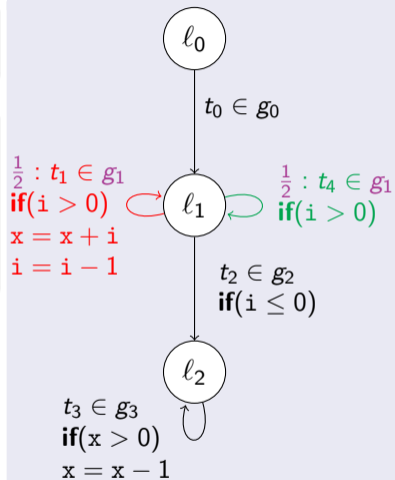 ℓ₀
t₀ ∈ g₀
½ : t₁ ∈ g₁
if(i > 0)
x = x + i
i = i − 1
ℓ₁
½ : t₄ ∈ g₁
if(i > 0)
t₂ ∈ g₂
if(i ≤ 0)
ℓ₂
t₃ ∈ g₃
if(x > 0)
x = x − 1